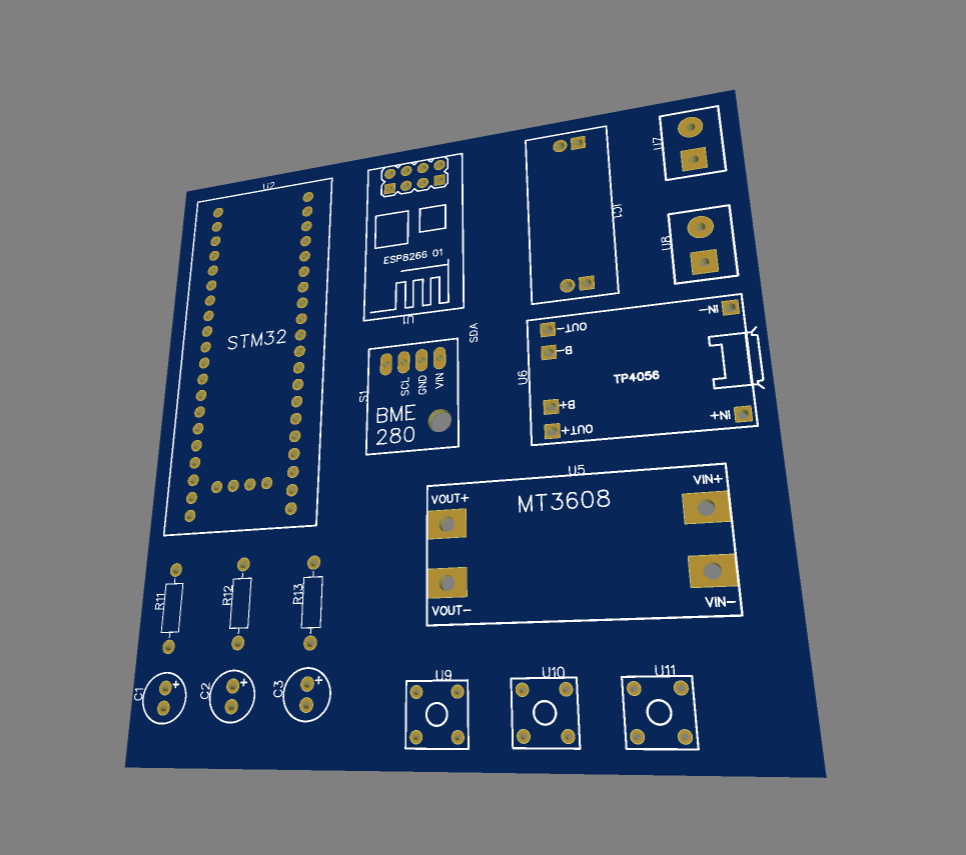 U2
STM32
ESP8266 01
U1
U7
U8
U6
OUT-
B-
B+
OUT+
TP4056
IN-
IN+
SDA
SCL
GND
VIN
S1
BME
280
U5
VOUT+
MT3608
VIN+
VOUT-
VIN-
R11
R12
R13
C1
+
C2
+
C3
+
U9
U10
U11